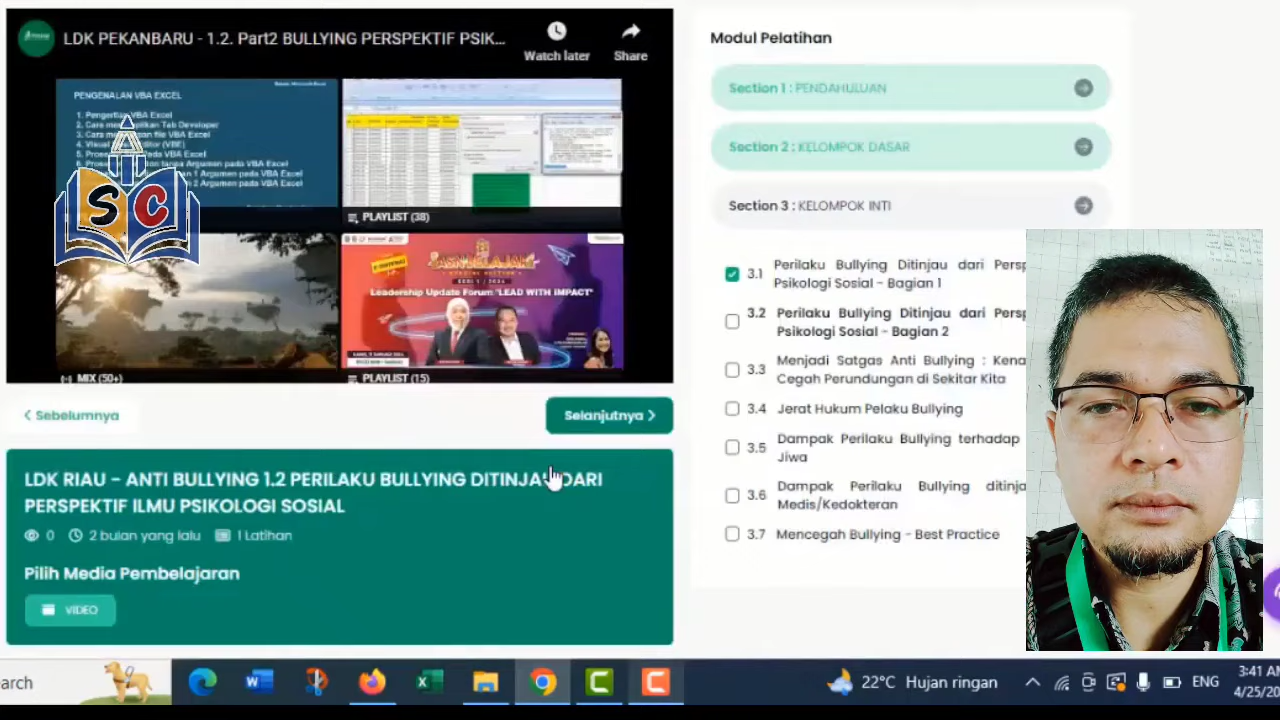 LDK PEKANBARU - 1.2. Part2 BULLYING PERSPEKTIF PSIK...
Watch later
Share
PENGENALAN VBA EXCEL
PLAYLIST (38)
S C
Leadership Update Forum "LEAD WITH IMPACT"
MIX (50+)
PLAYLIST (15)
Sebelumnya
Selanjutnya
LDK RIAU - ANTI BULLYING 1.2 PERILAKU BULLYING DITINJAU DARI
PERSPEKTIF ILMU PSIKOLOGI SOSIAL
0
2 bulan yang lalu
1 Latihan
Pilih Media Pembelajaran
VIDEO
Modul Pelatihan
Section 1 : PENDAHULUAN
Section 2 : KELOMPOK DASAR
Section 3 : KELOMPOK INTI
3.1 Perilaku Bullying Ditinjau dari Persp
Psikologi Sosial - Bagian 1
3.2 Perilaku Bullying Ditinjau dari Persp
Psikologi Sosial - Bagian 2
3.3 Menjadi Satgas Anti Bullying : Kena
Cegah Perundungan di Sekitar Kita
3.4 Jerat Hukum Pelaku Bullying
3.5 Dampak Perilaku Bullying terhadap
Jiwa
3.6 Dampak Perilaku Bullying ditinja
Medis/Kedokteran
3.7 Mencegah Bullying - Best Practice
earch
22°C Hujan ringan
ENG
3:41 A
4/25/20